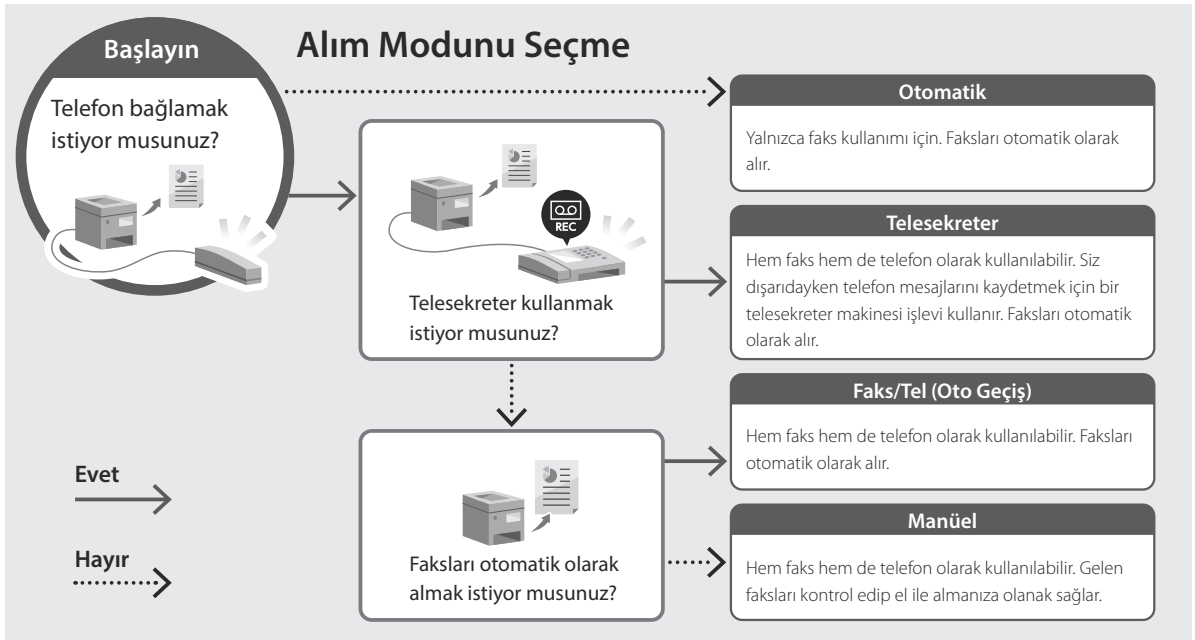 Alım Modunu Seçme
Başlayın
Telefon bağlamak
istiyor musunuz?
REC
Telesekreter kullanmak
istiyor musunuz?
Faksları otomatik olarak
almak istiyor musunuz?
Otomatik
Yalnızca faks kullanımı için. Faksları otomatik olarak
alır.
Telesekreter
Hem faks hem de telefon olarak kullanılabilir. Siz
dışarıdayken telefon mesajlarını kaydetmek için bir
telesekreter makinesi işlevi kullanır. Faksları otomatik
olarak alır.
Faks/Tel (Oto Geçiş)
Hem faks hem de telefon olarak kullanılabilir. Faksları
otomatik olarak alır.
Manüel
Hem faks hem de telefon olarak kullanılabilir. Gelen
faksları kontrol edip el ile almanıza olanak sağlar.
Evet
Hayır